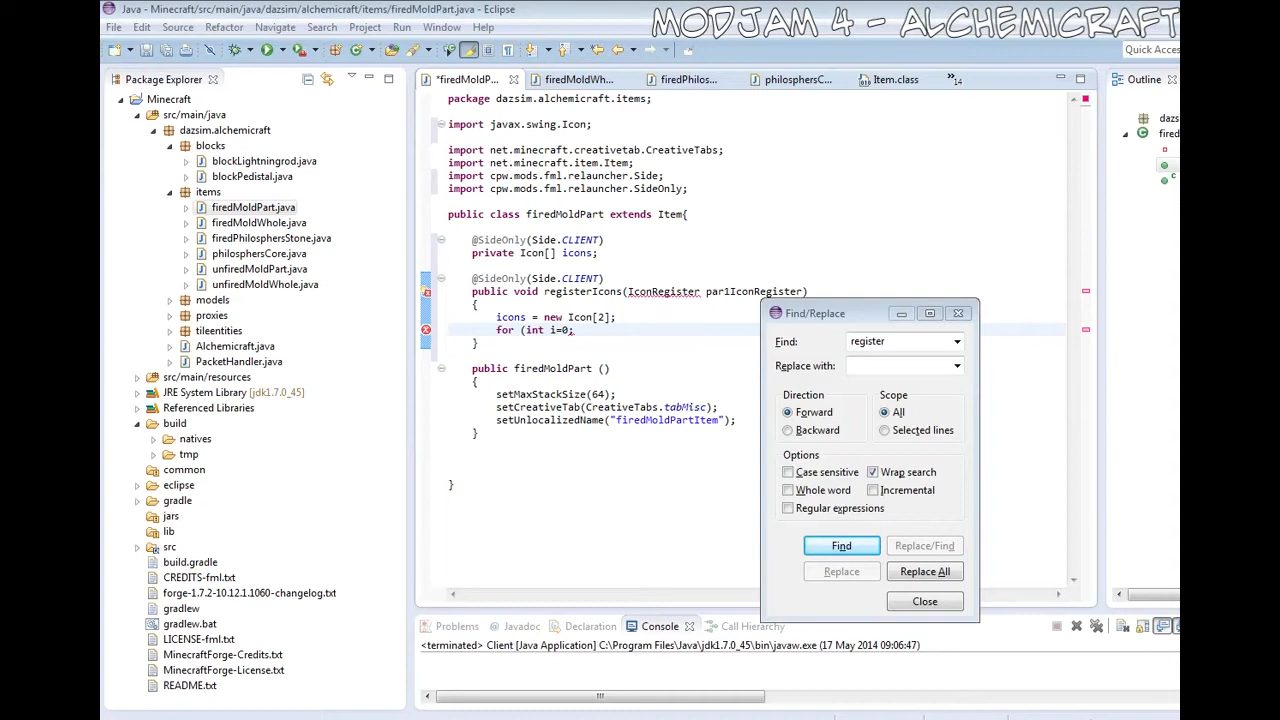 Java - Minecraft/src/main/java/dazsim/alchemicraft/items/firedMoldPart.java - Eclipse
MODJAM 4 - ALCHEMICRAFT
File Edit Source Refactor Navigate Search Project Run Window Help
Quick Acces
Package Explorer
*firedMoldP... firedMoldWh... firePhilos... philosphersC... Item.class »14
Outline
Minecraft
src/main/java
dazsim.alchemicraft
blocks
blockLightningrod.java
blockPedistal.java
items
firedMoldPart.java
firedMoldWhole.java
firedPhilosphersStone.java
philosphersCore.java
unfiredMoldPart.java
unfiredMoldWhole.java
models
proxies
tileentities
Alchemicraft.java
PacketHandler.java
src/main/resources
JRE System Library [jdk1.7.0_45]
Referenced Libraries
build
natives
tmp
common
eclipse
gradle
jars
lib
src
build.gradle
CREDITS-fml.txt
forge-1.7.2-10.12.1.1060-changelog.txt
gradlew
gradlew.bat
LICENSE-fml.txt
MinecraftForge-Credits.txt
MinecraftForge-License.txt
README.txt
package dazsim.alchemicraft.items;
import javax.swing.Icon;
import net.minecraft.creativetab.CreativeTabs;
import net.minecraft.item.Item;
import cpw.mods.fml.relauncher.Side;
import cpw.mods.fml.relauncher.SideOnly;
public class firedMoldPart extends Item{
@SideOnly(Side.CLIENT)
private Icon[] icons;
@SideOnly(Side.CLIENT)
public void registerIcons(IconRegister par1IconRegister)
{
icons = new Icon[2];
for (int i=0;
}
public firedMoldPart ()
{
setMaxStackSize(64);
setCreativeTab(CreativeTabs.tabMisc);
setUnlocalizedName("firedMoldPartItem");
}
}
Find/Replace
Find: register
Replace with:
Direction
Forward
Backward
Scope
All
Selected lines
Options
Case sensitive
Wrap search
Whole word
Incremental
Regular expressions
Find
Replace/Find
Replace
Replace All
Close
dazs
fired
Problems Javadoc Declaration Console Call Hierarchy
<terminated> Client [Java Application] C:\Program Files\Java\jdk1.7.0_45\bin\javaw.exe (17 May 2014 09:06:47)